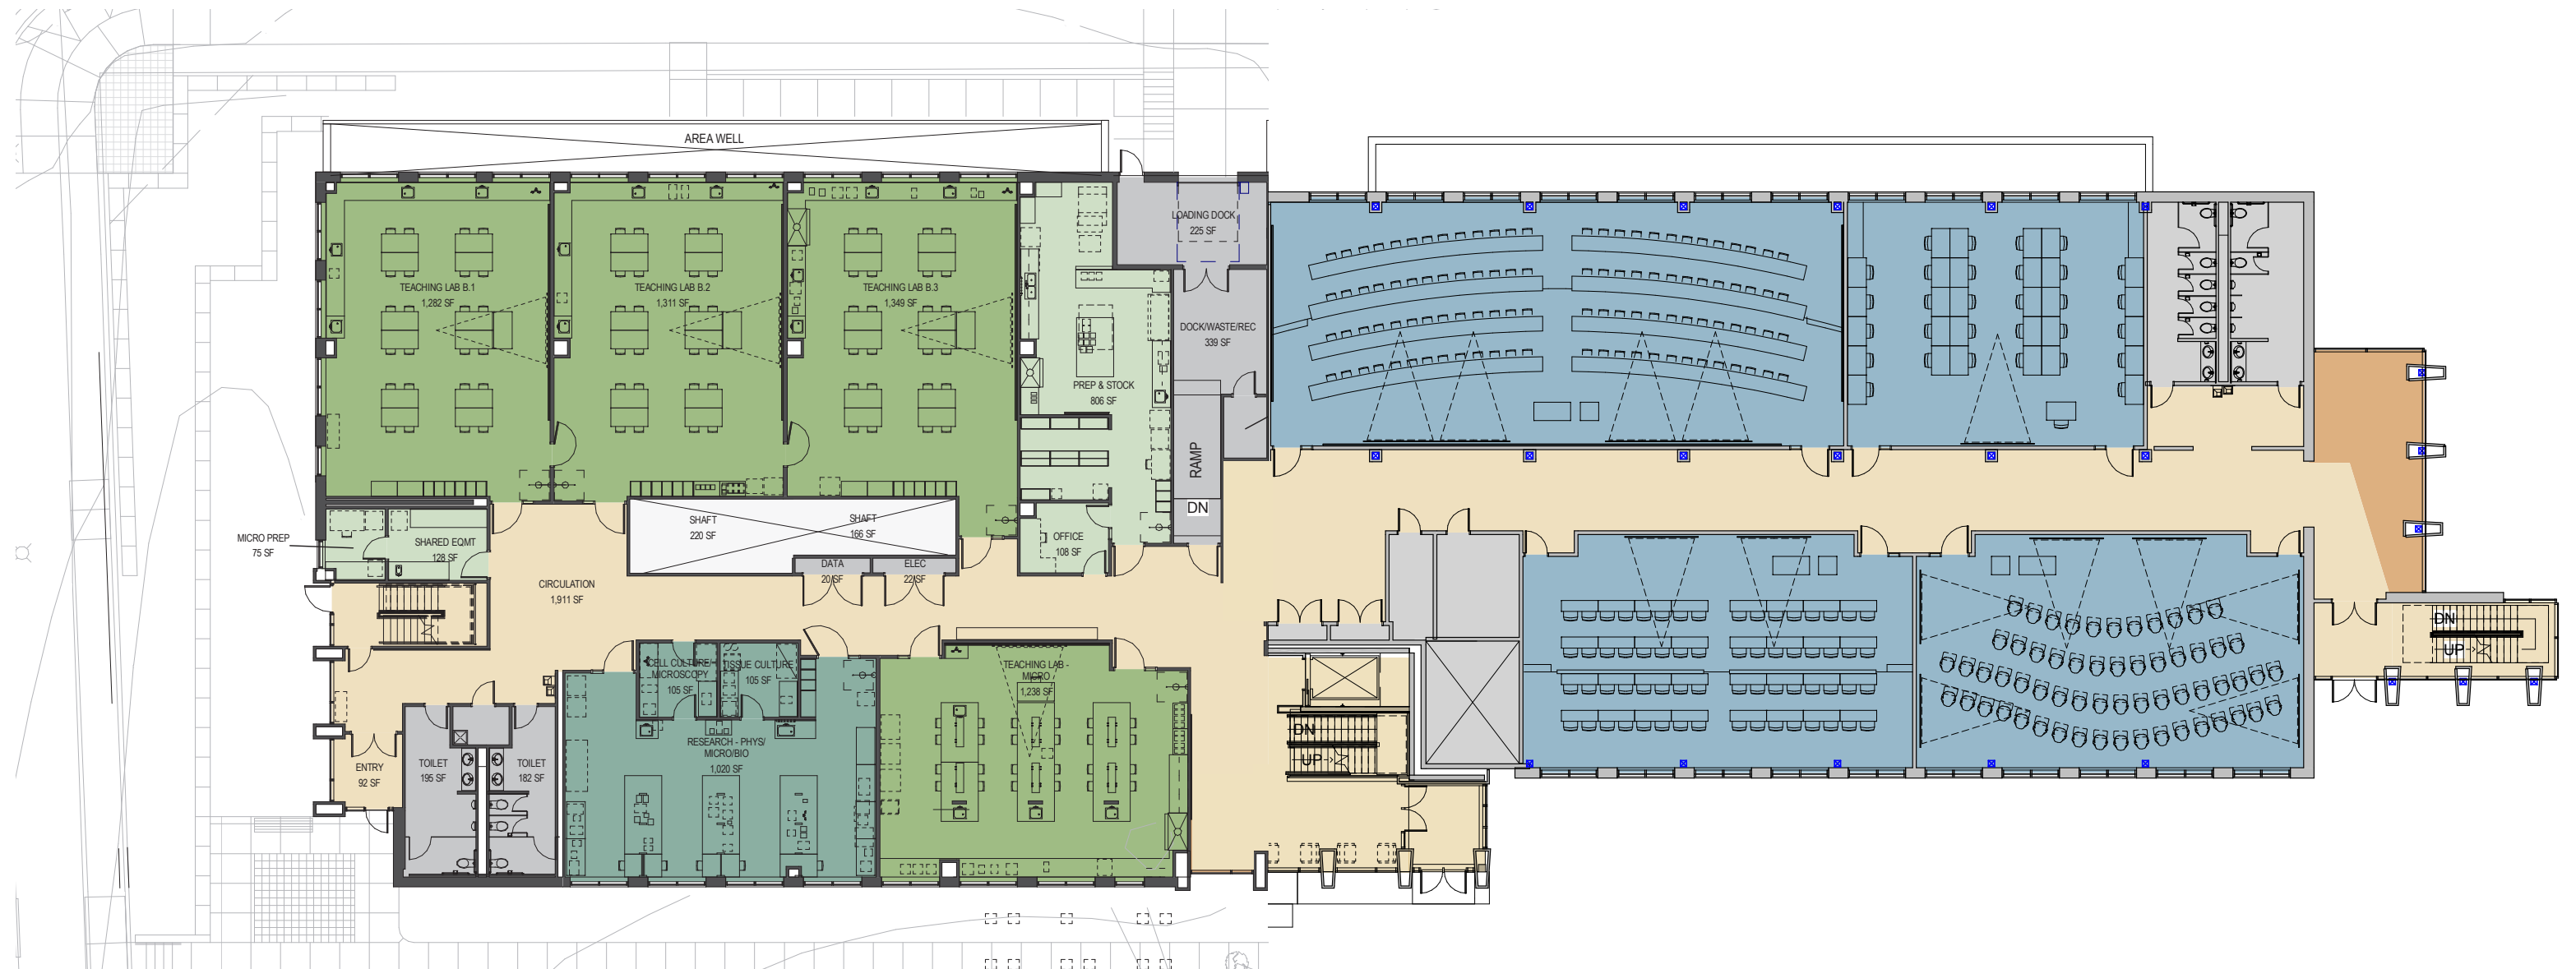 AREA WELL
LOADING DOCK
225 SF
TEACHING LAB B.1
1,282 SF
TEACHING LAB B.2
1,311 SF
TEACHING LAB B.3
1,349 SF
DOCK/WASTE/REC
339 SF
PREP & STOCK
806 SF
RAMP
DN
SHAFT
220 SF
SHAFT
166 SF
MICRO PREP
75 SF
SHARED EQMT
128 SF
OFFICE
108 SF
DATA
20 SF
ELEC
22 SF
CIRCULATION
1,911 SF
CELL CULTURE/
MICROSCOPY
105 SF
TISSUE CULTURE
105 SF
TEACHING LAB -
MICRO
1,238 SF
RESEARCH - PHYS/
MICRO/BIO
1,020 SF
ENTRY
92 SF
TOILET
195 SF
TOILET
182 SF
DN
UP
DN
UP